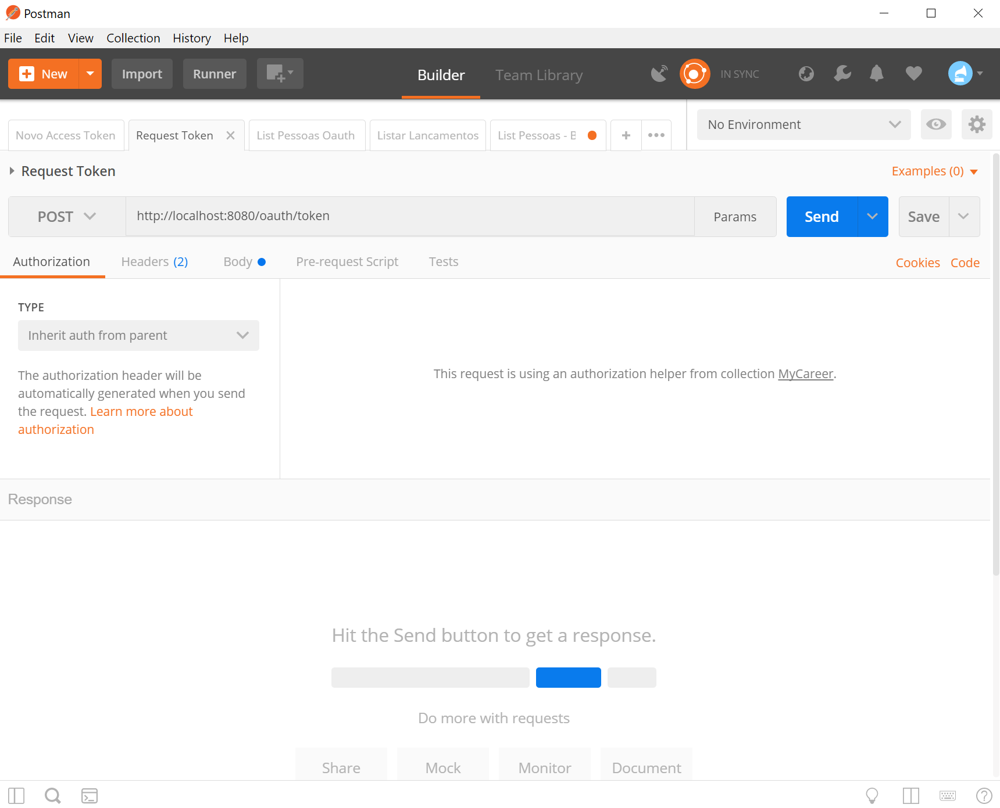 Postman
File Edit View Collection History Help
New Import Runner Builder Team Library IN SYNC
Novo Access Token Request Token List Pessoas Oauth Listar Lancamentos List Pessoas - B No Environment
Request Token Examples (0)
POST http://localhost:8080/oauth/token Params Send Save
Authorization Headers (2) Body Pre-request Script Tests Cookies Code
TYPE
Inherit auth from parent
The authorization header will be
automatically generated when you send
the request. Learn more about
authorization
This request is using an authorization helper from collection MyCareer.
Response
Hit the Send button to get a response.
Do more with requests
Share Mock Monitor Document